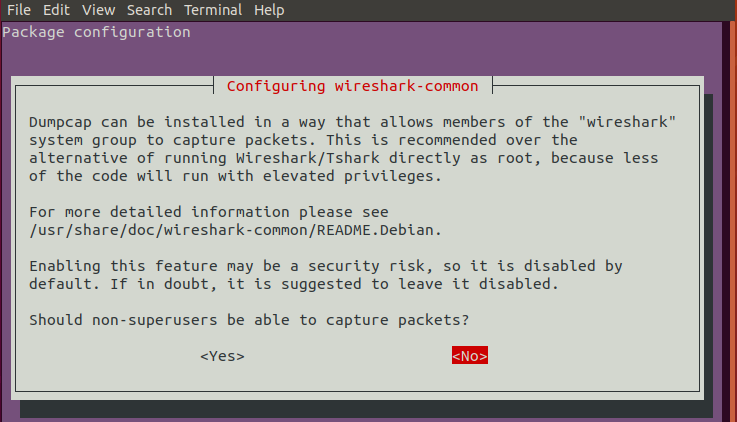 File Edit View Search Terminal Help
Package configuration
Configuring wireshark-common
Dumpcap can be installed in a way that allows members of the "wireshark"
system group to capture packets. This is recommended over the
alternative of running Wireshark/Tshark directly as root, because less
of the code will run with elevated privileges.
For more detailed information please see
/usr/share/doc/wireshark-common/README.Debian.
Enabling this feature may be a security risk, so it is disabled by
default. If in doubt, it is suggested to leave it disabled.
Should non-superusers be able to capture packets?
<Yes> <No>